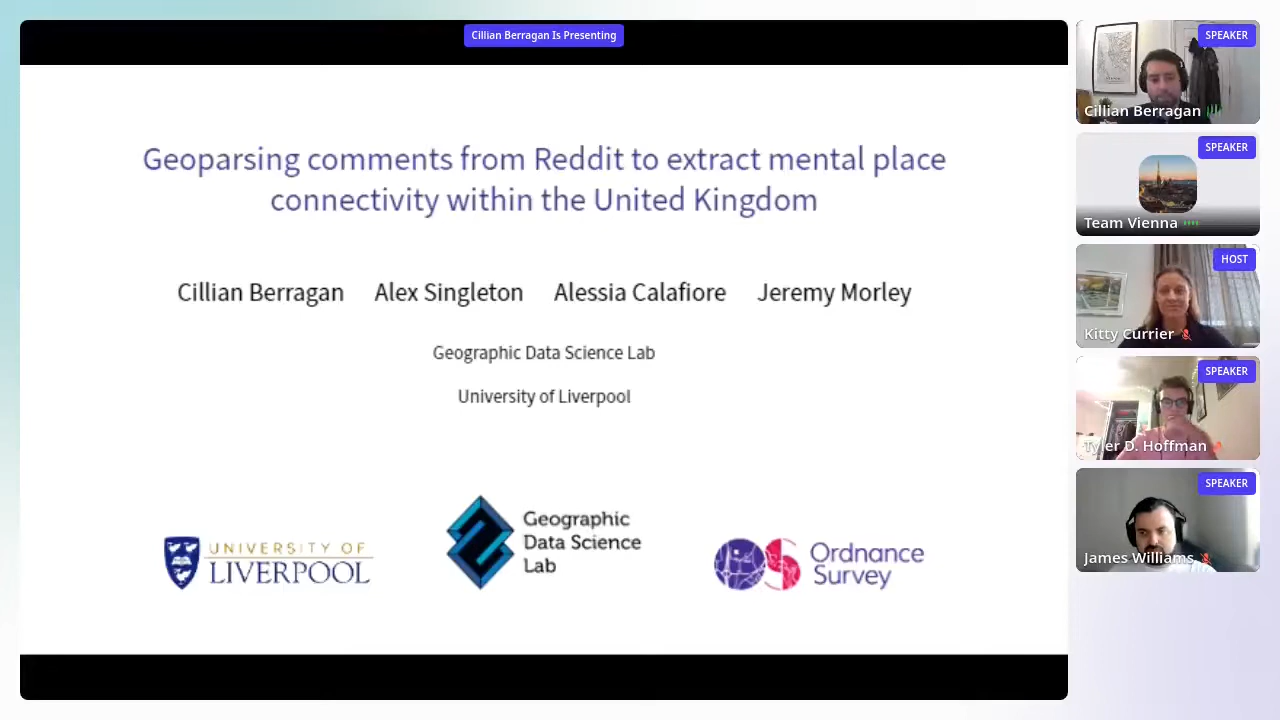 Cillian Berragan Is Presenting
Geoparsing comments from Reddit to extract mental place
connectivity within the United Kingdom
Cillian Berragan Alex Singleton Alessia Calafiore Jeremy Morley
Geographic Data Science Lab
University of Liverpool
UNIVERSITY OF
LIVERPOOL
Geographic
Data Science
Lab
Ordnance
Survey
SPEAKER
Cillian Berragan
SPEAKER
Team Vienna
HOST
Kitty Currier
SPEAKER
Tyler D. Hoffman
SPEAKER
James Williams